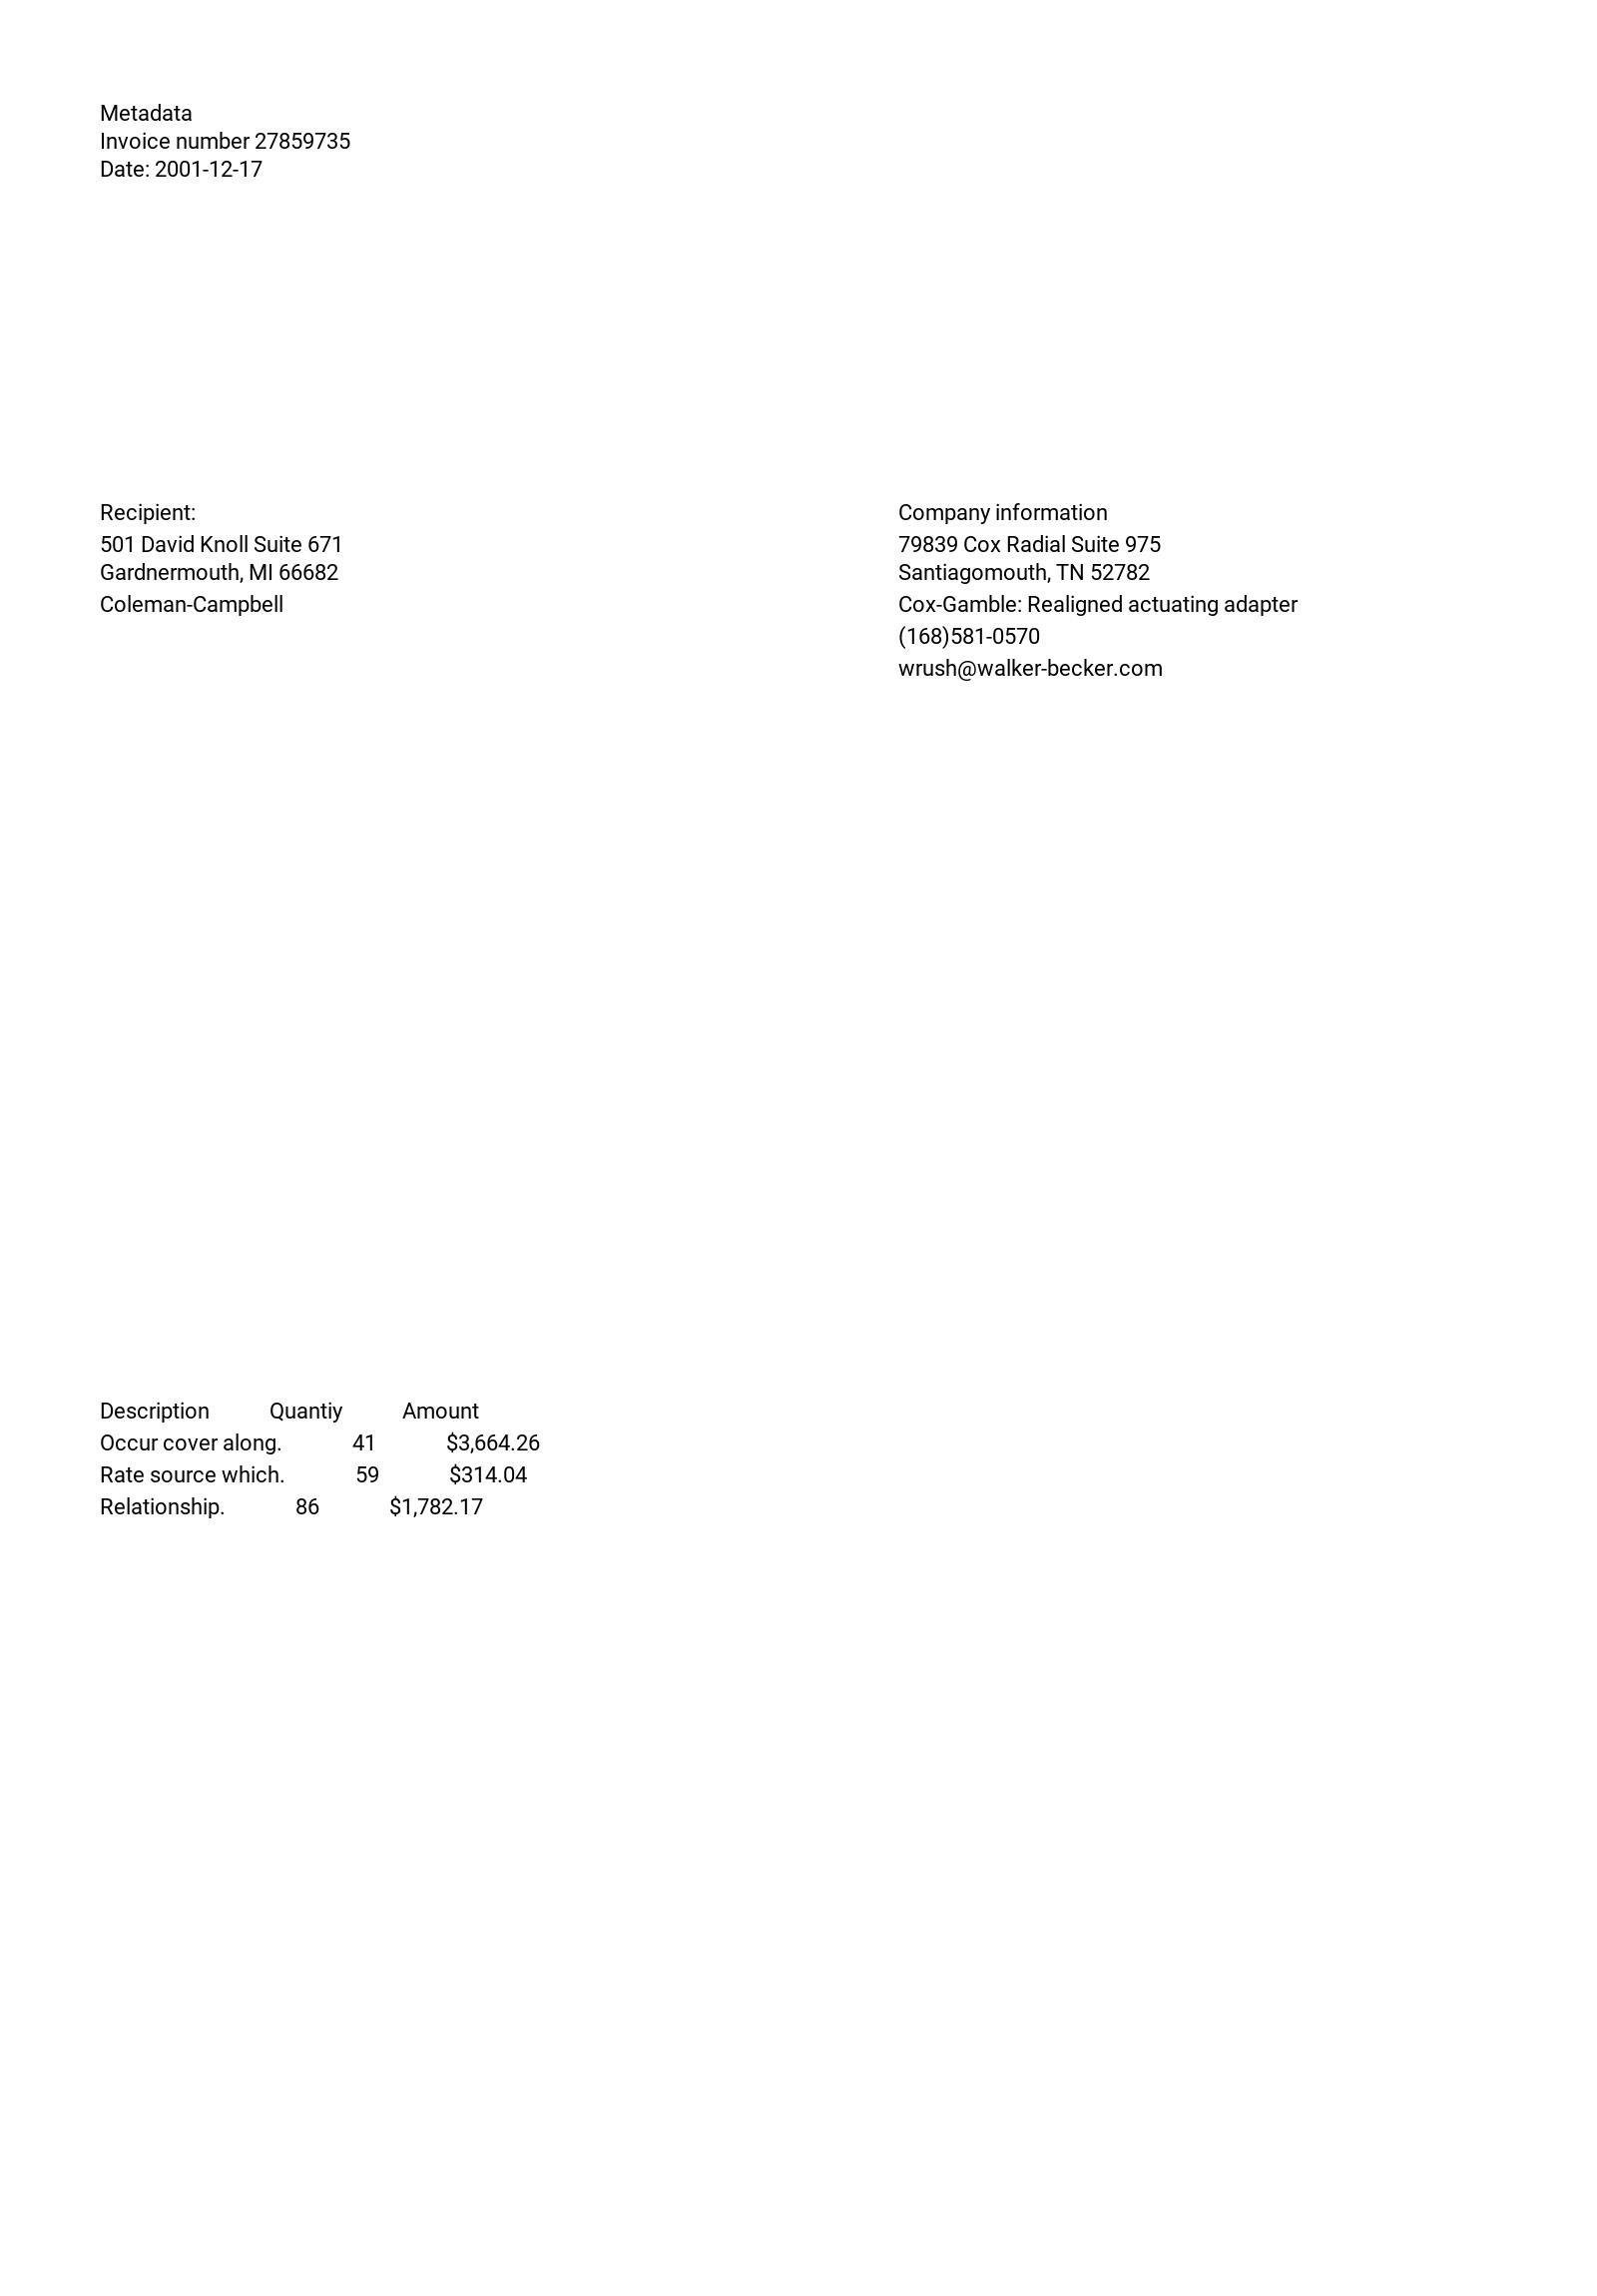 Metadata
Invoice number 27859735
Date: 2001-12-17
Recipient:
501 David Knoll Suite 671
Gardnermouth, MI 66682
Coleman-Campbell
Company information
79839 Cox Radial Suite 975
Santiagomouth, TN 52782
Cox-Gamble: Realigned actuating adapter
(168)581-0570
wrush@walker-becker.com
Description Quantiy Amount
Occur cover along. 41 $3,664.26
Rate source which. 59 $314.04
Relationship. 86 $1,782.17